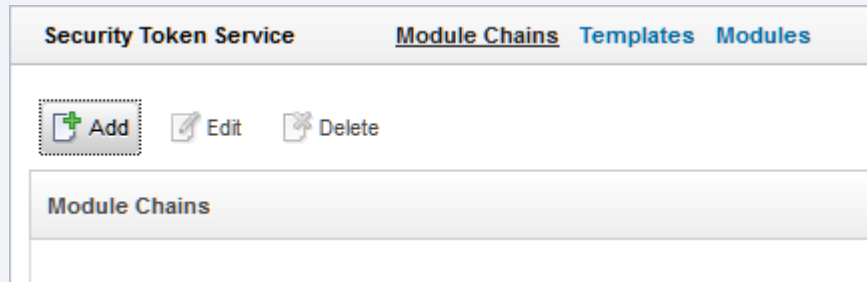 Security Token Service Module Chains Templates Modules
Add Edit Delete
Module Chains